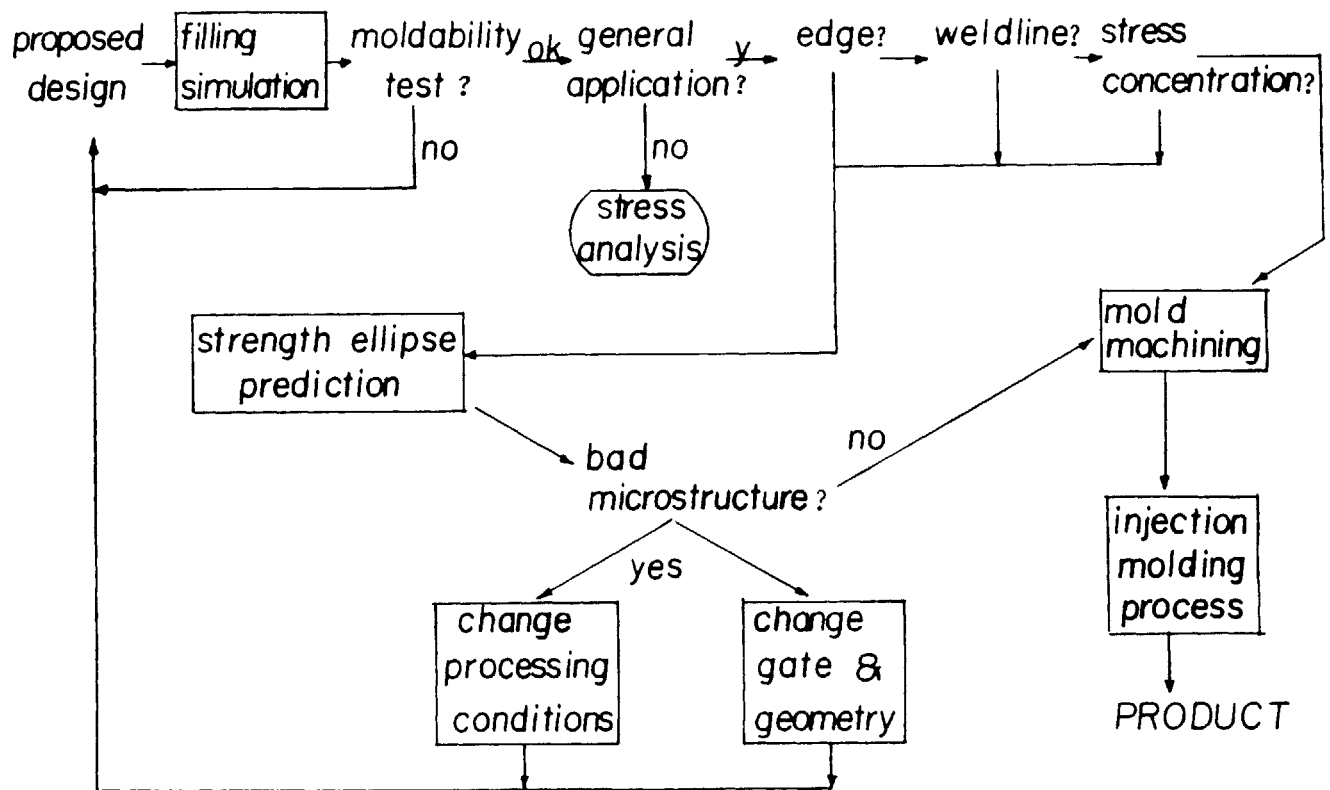 proposed
design
filling
simulation
moldability
test ?
ok
general
application?
y
edge?
weldline?
stress
concentration?
no
no
stress
analysis
strength ellipse
prediction
mold
machining
bad
microstructure?
no
yes
change
processing
conditions
change
gate &
geometry
injection
molding
process
PRODUCT